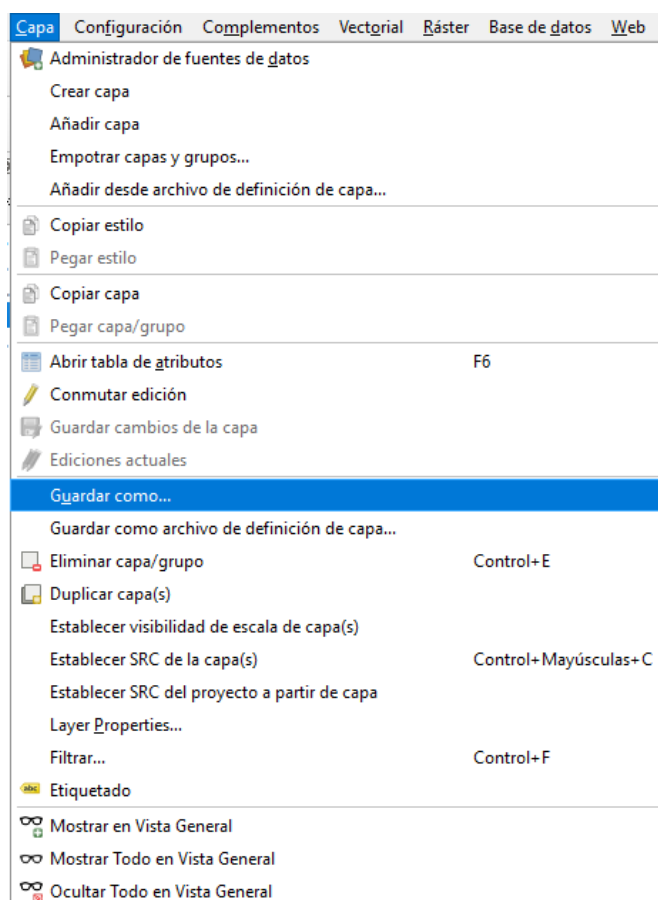 Capa Configuración Complementos Vectorial Ráster Base de datos Web
Administrador de fuentes de datos
Crear capa
Añadir capa
Empotrar capas y grupos...
Añadir desde archivo de definición de capa...
Copiar estilo
Pegar estilo
Copiar capa
Pegar capa/grupo
Abrir tabla de atributos F6
Conmutar edición
Guardar cambios de la capa
Ediciones actuales
Guardar como...
Guardar como archivo de definición de capa...
Eliminar capa/grupo Control+E
Duplicar capa(s)
Establecer visibilidad de escala de capa(s)
Establecer SRC de la capa(s) Control+Mayúsculas+C
Establecer SRC del proyecto a partir de capa
Layer Properties...
Filtrar... Control+F
abc Etiquetado
Mostrar en Vista General
Mostrar Todo en Vista General
Ocultar Todo en Vista General